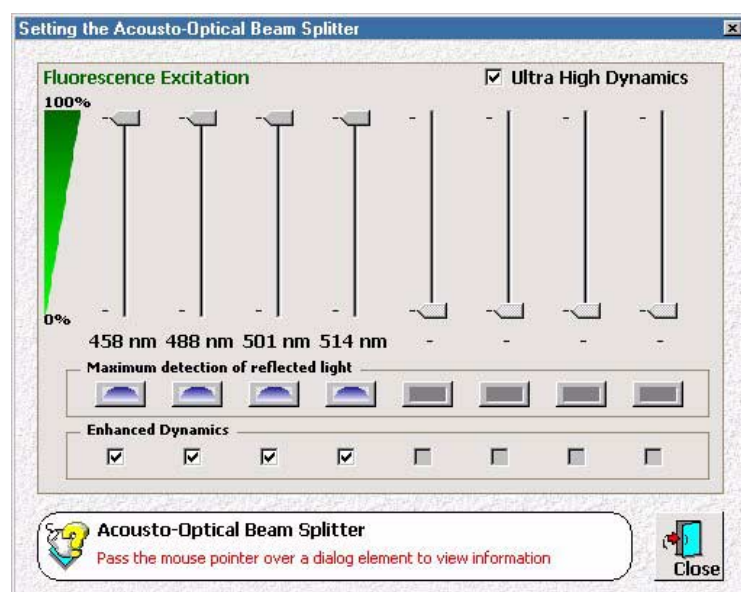 Setting the Acousto-Optical Beam Splitter
Fluorescence Excitation
Ultra High Dynamics
100%
0%
458 nm 488 nm 501 nm 514 nm - - - -
Maximum detection of reflected light
Enhanced Dynamics
Acousto-Optical Beam Splitter
Pass the mouse pointer over a dialog element to view information
Close